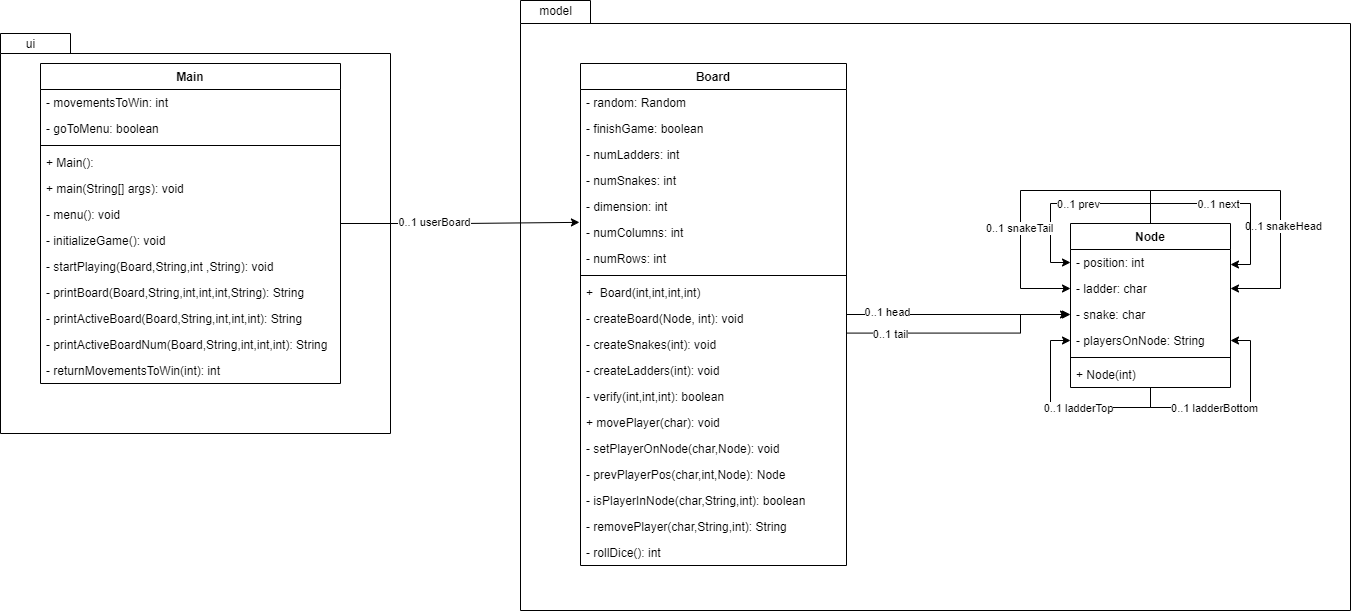 model
ui
Main
- movementsToWin: int
- goToMenu: boolean
+ Main():
+ main(String[] args): void
- menu(): void
- initializeGame(): void
- startPlaying(Board,String,int ,String): void
- printBoard(Board,String,int,int,int,String): String
- printActiveBoard(Board,String,int,int,int): String
- printActiveBoardNum(Board,String,int,int,int): String
- returnMovementsToWin(int): int
0..1 userBoard
Board
- random: Random
- finishGame: boolean
- numLadders: int
- numSnakes: int
- dimension: int
- numColumns: int
- numRows: int
+  Board(int,int,int,int)
- createBoard(Node, int): void
- createSnakes(int): void
- createLadders(int): void
- verify(int,int,int): boolean
+ movePlayer(char): void
- setPlayerOnNode(char,Node): void
- prevPlayerPos(char,int,Node): Node
- isPlayerInNode(char,String,int): boolean
- removePlayer(char,String,int): String
- rollDice(): int
0..1 head
0..1 tail
0..1 prev
0..1 next
0..1 snakeTail
0..1 snakeHead
Node
- position: int
- ladder: char
- snake: char
- playersOnNode: String
+ Node(int)
0..1 ladderTop
0..1 ladderBottom